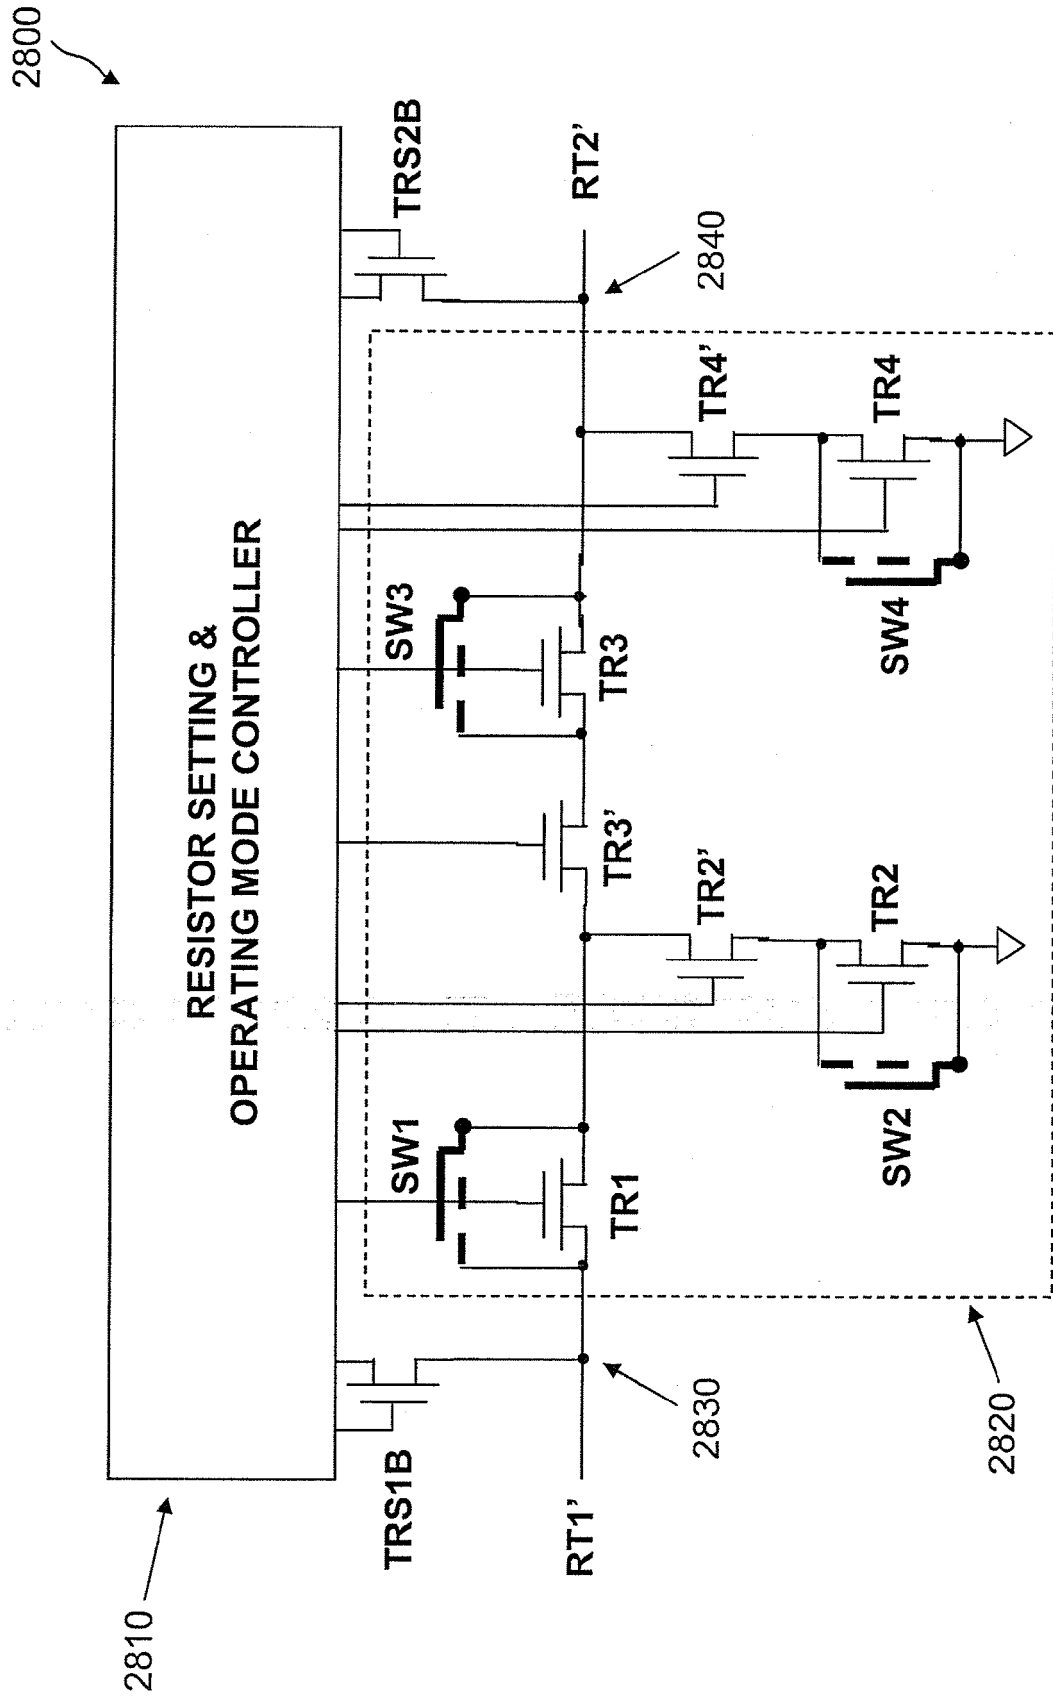 2800
2810
RESISTOR SETTING &
OPERATING MODE CONTROLLER
TRS1B
TRS2B
SW1
SW3
RT1'
RT2'
2830
TR1
TR3'
TR3
2840
TR2'
TR4'
SW2
TR2
SW4
TR4
2820